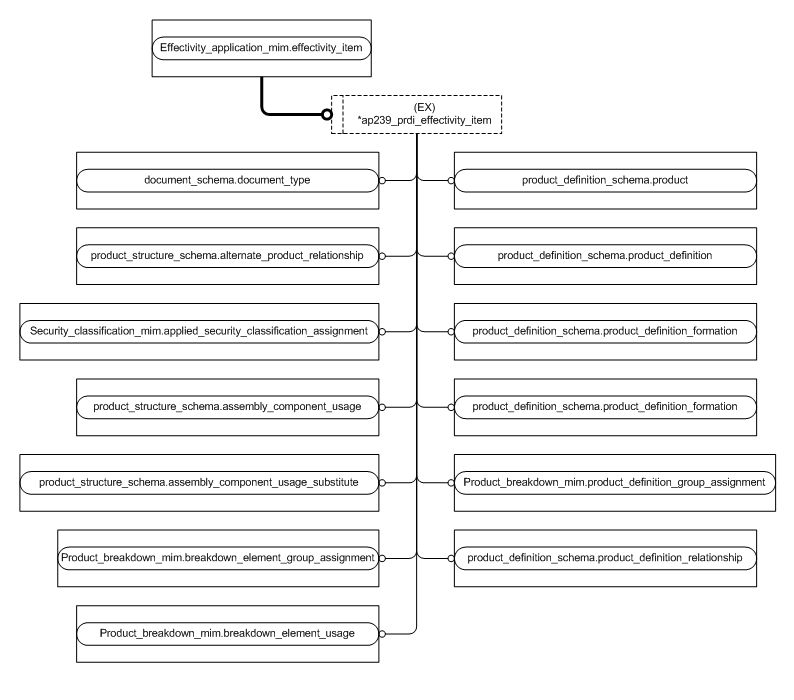 Effectivity_application_mim.effectivity_item
(EX)
*ap239_prdi_effectivity_item
document_schema.document_type
product_definition_schema.product
product_structure_schema.alternate_product_relationship
product_definition_schema.product_definition
Security_classification_mim.applied_security_classification_assignment
product_definition_schema.product_definition_formation
product_structure_schema.assembly_component_usage
product_definition_schema.product_definition_formation
product_structure_schema.assembly_component_usage_substitute
Product_breakdown_mim.product_definition_group_assignment
Product_breakdown_mim.breakdown_element_group_assignment
product_definition_schema.product_definition_relationship
Product_breakdown_mim.breakdown_element_usage